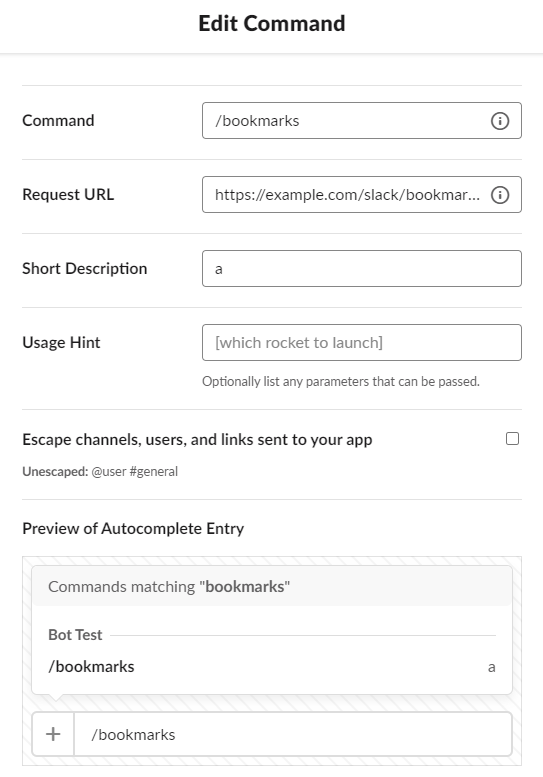 Edit Command
Command
/bookmarks
Request URL
https://example.com/slack/bookmar...
Short Description
a
Usage Hint
[which rocket to launch]
Optionally list any parameters that can be passed.
Escape channels, users, and links sent to your app
Unescaped: @user #general
Preview of Autocomplete Entry
Commands matching "bookmarks"
Bot Test
/bookmarks a
+ /bookmarks